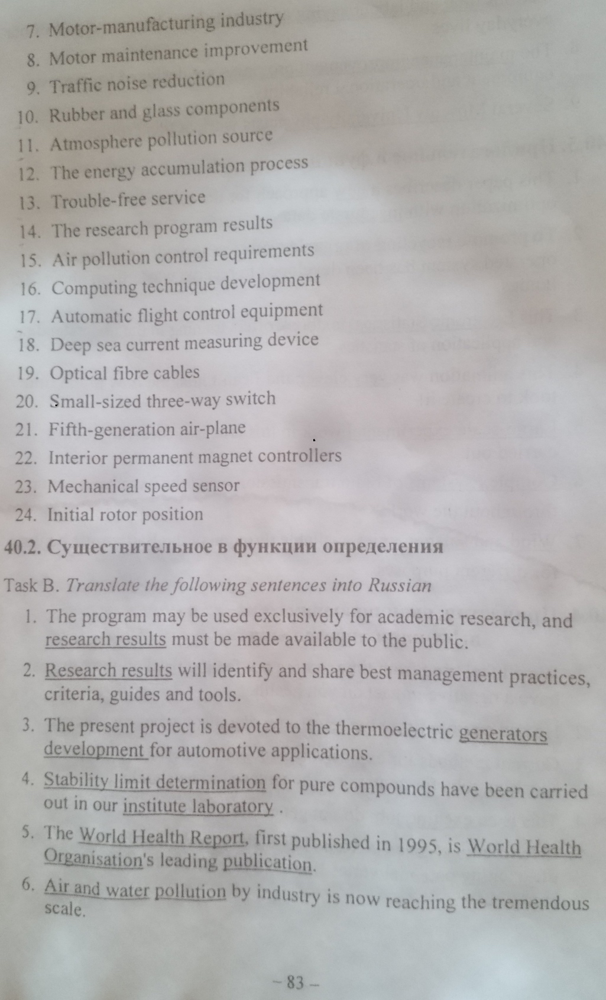 7. Motor-manufacturing industry
8. Motor maintenance improvement
9. Traffic noise reduction
10. Rubber and glass components
11. Atmosphere pollution source
12. The energy accumulation process
13. Trouble-free service
14. The research program results
15. Air pollution control requirements
16. Computing technique development
17. Automatic flight control equipment
18. Deep sea current measuring device
19. Optical fibre cables
20. Small-sized three-way switch
21. Fifth-generation air-plane
22. Interior permanent magnet controllers
23. Mechanical speed sensor
24. Initial rotor position
40.2. Существительное в функции определения
Task B. Translate the following sentences into Russian
1. The program may be used exclusively for academic research, and
research results must be made available to the public.
2. Research results will identify and share best management practices,
criteria, guides and tools.
3. The present project is devoted to the thermoelectric generators
development for automotive applications.
4. Stability limit determination for pure compounds have been carried
out in our institute laboratory .
5. The World Health Report, first published in 1995, is World Health
Organisation's leading publication.
6. Air and water pollution by industry is now reaching the tremendous
scale.
– 83 –